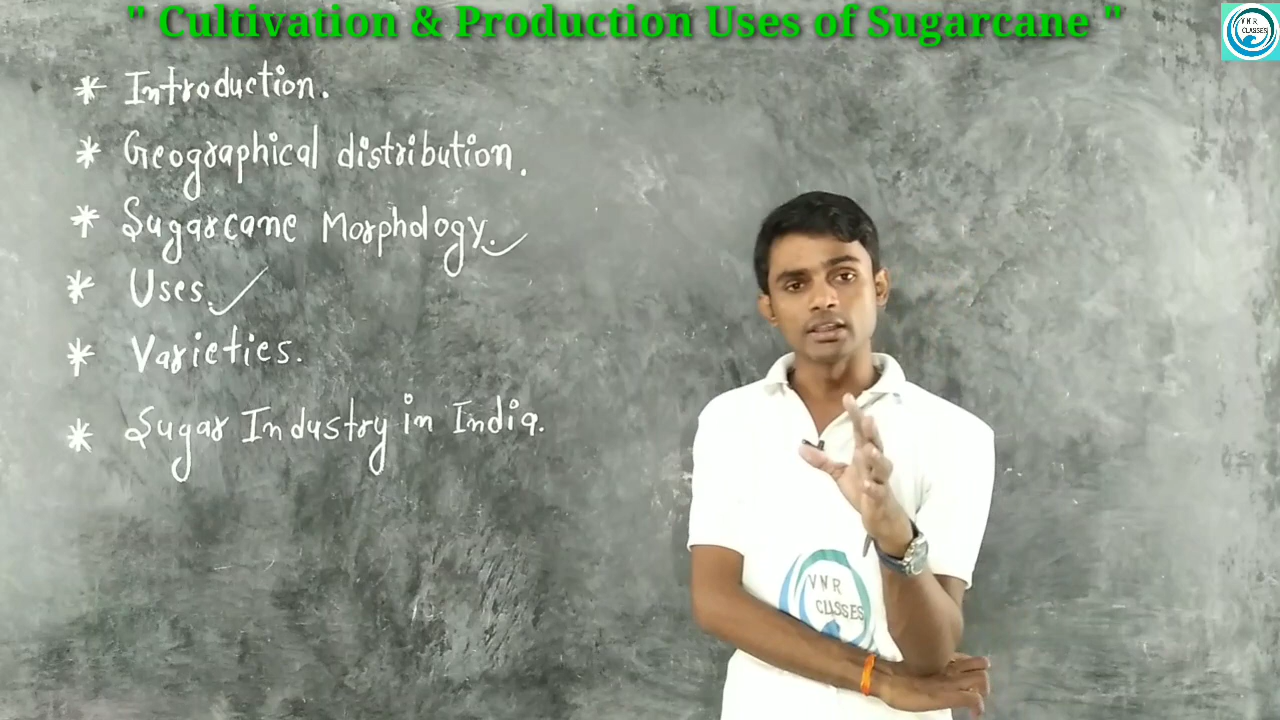 " Cultivation & Production Uses of Sugarcane "
VNR
CLASSES
* Introduction.
* Geographical distribution.
* Sugarcane Morphology.
* Uses.
* Varieties.
* Sugar Industry in India.
VNR
CLASSES